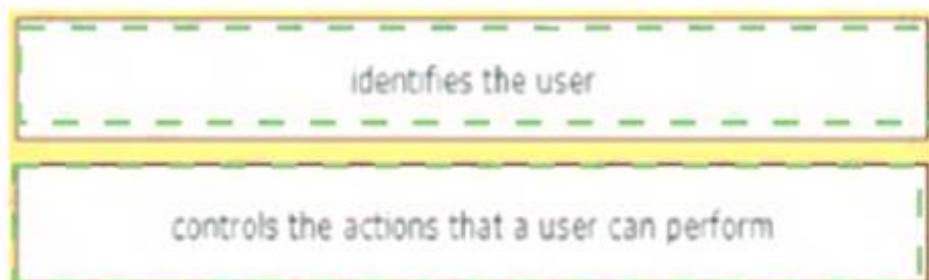 identifies the user
controls the actions that a user can perform